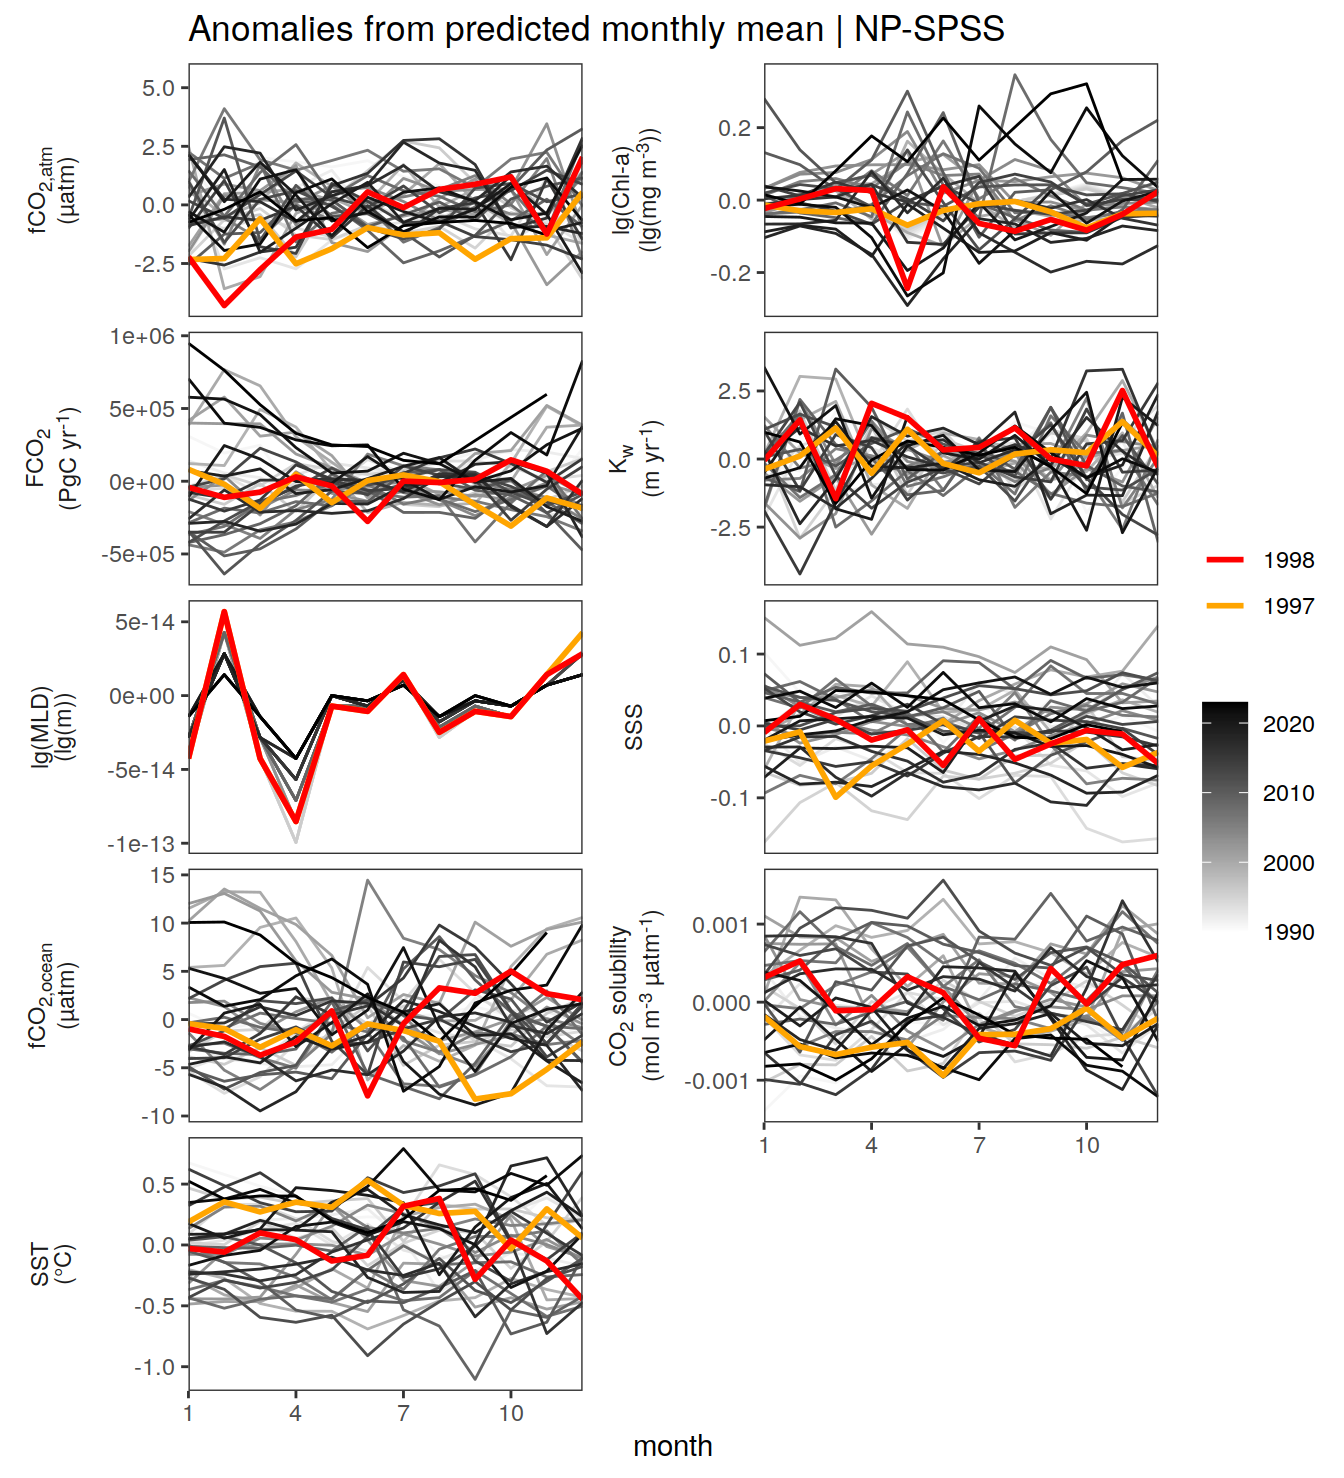 Anomalies from predicted monthly mean | NP-SPSS
fCO2,atm
(µatm)
5.0
2.5
0.0
-2.5
lg(Chl-a)
(lg(mg m-3))
0.2
0.0
-0.2
FCO2
(PgC yr-1)
1e+06
5e+05
0e+00
-5e+05
Kw
(m yr-1)
2.5
0.0
-2.5
lg(MLD)
(lg(m))
5e-14
0e+00
-5e-14
-1e-13
SSS
0.1
0.0
-0.1
fCO2,ocean
(µatm)
15
10
5
0
-5
-10
CO2 solubility
(mol m-3 µatm-1)
0.001
0.000
-0.001
1 4 7 10
SST
(°C)
0.5
0.0
-0.5
-1.0
1 4 7 10
month
1998
1997
2020
2010
2000
1990